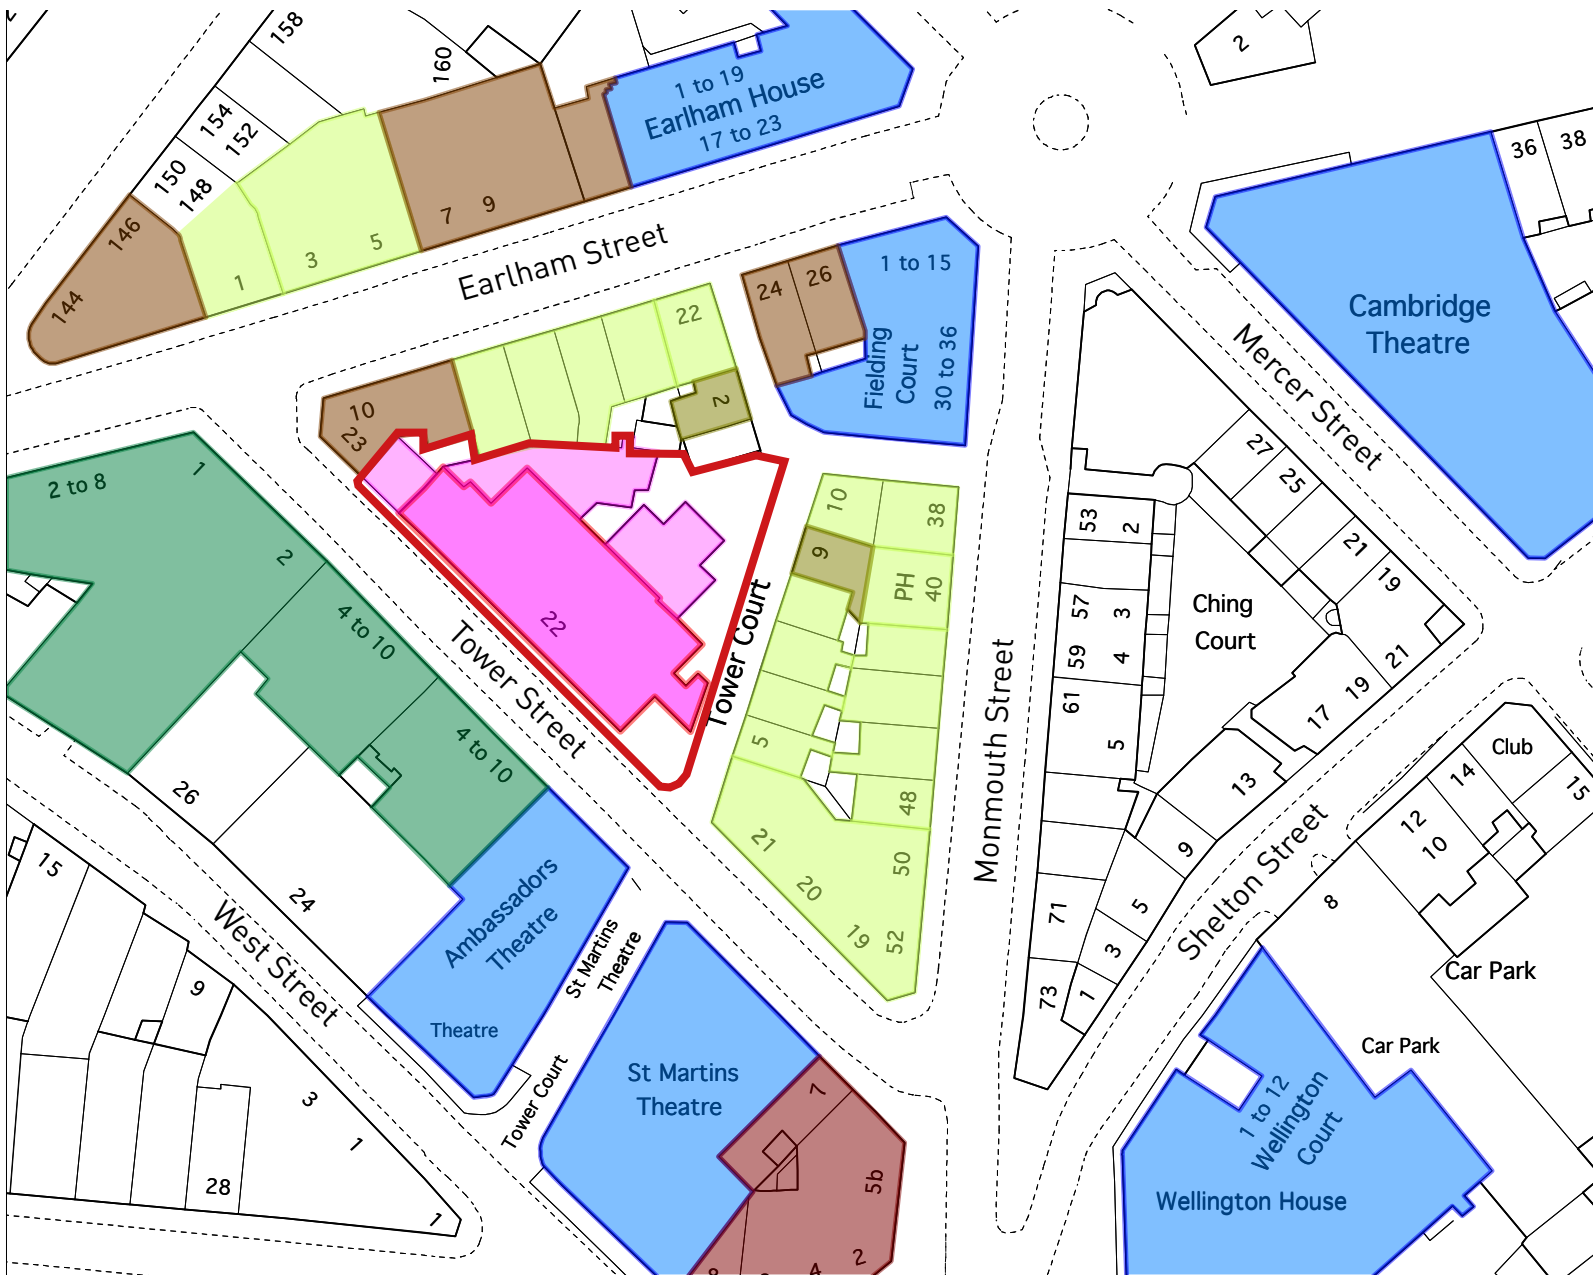 158
160
2
1 to 19
Earlham House
17 to 23
154
152
150
148
146
144
1
3
5
7
9
36
38
Earlham Street
24
26
1 to 15
Fielding
Court
30 to 36
Cambridge
Theatre
Mercer Street
22
10
23
2
2 to 8
1
2
4 to 10
4 to 10
22
Tower Street
Tower Court
10
38
9
PH
40
5
48
21
20
19
50
52
Monmouth Street
53
2
57
3
59
4
61
5
71
73
1
3
5
9
13
17
19
21
27
25
21
19
Ching
Court
Shelton Street
Club
14
15
12
10
8
Car Park
Car Park
26
24
West Street
15
9
3
1
28
1
Ambassadors
Theatre
Theatre
St Martins
Theatre
Tower Court
St Martins
Theatre
7
5b
2
4
1 to 12
Wellington
Court
Wellington House